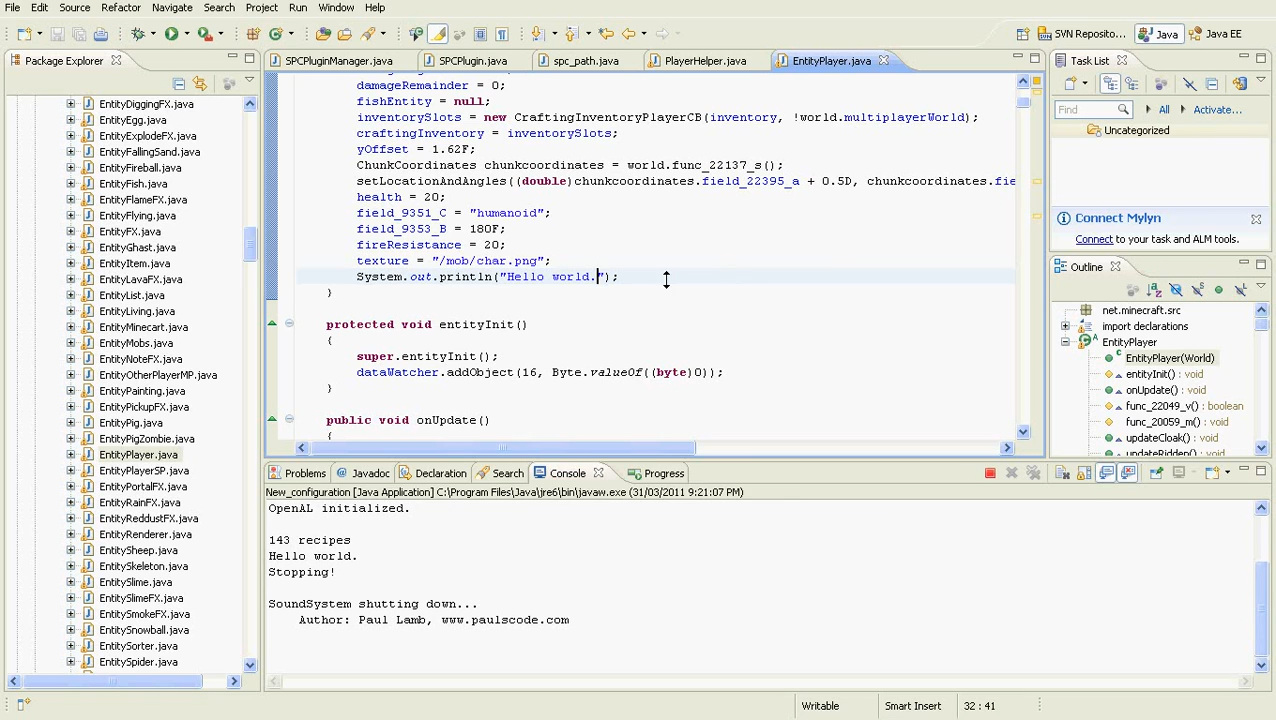 File Edit Source Refactor Navigate Search Project Run Window Help
SVN Reposito... Java Java EE
Package Explorer
SPCPluginManager.java SPCPlugin.java spc_path.java PlayerHelper.java EntityPlayer.java
Task List
EntityDiggingFX.java
EntityEgg.java
EntityExplodeFX.java
EntityFallingSand.java
EntityFireball.java
EntityFish.java
EntityFlameFX.java
EntityFlying.java
EntityFX.java
EntityGhast.java
EntityItem.java
EntityList.java
EntityLiving.java
EntityMinecart.java
EntityMobs.java
EntityNoteFX.java
EntityOtherPlayerMP.java
EntityPainting.java
EntityPickupFX.java
EntityPig.java
EntityPigZombie.java
EntityPlayer.java
EntityPlayerSP.java
EntityPortalFX.java
EntityRainFX.java
EntityReddustFX.java
EntityRenderer.java
EntitySheep.java
EntitySkeleton.java
EntitySlime.java
EntitySlimeFX.java
EntitySmokeFX.java
EntitySnowball.java
EntitySorter.java
EntitySpider.java
damageRemainder = 0;
fishEntity = null;
inventorySlots = new CraftingInventoryPlayerCB(inventory, !world.multiplayerWorld);
craftingInventory = inventorySlots;
yOffset = 1.62F;
ChunkCoordinates chunkcoordinates = world.func_22137_s();
setLocationAndAngles((double)chunkcoordinates.field_22395_a + 0.5D, chunkcoordinates.fie
health = 20;
field_9351_C = "humanoid";
field_9353_B = 180F;
fireResistance = 20;
texture = "/mob/char.png";
System.out.println("Hello world.");
}
protected void entityInit()
{
super.entityInit();
dataWatcher.addObject(16, Byte.valueOf((byte)0));
}
public void onUpdate()
{
Find All Activate...
Uncategorized
Connect Mylyn
Connect to your task and ALM tools.
Outline
net.minecraft.src
import declarations
EntityPlayer
EntityPlayer(World)
entityInit() : void
onUpdate() : void
func_22049_v() : boolean
func_20059_m() : void
updateCloak() : void
updateRidden() : void
Problems Javadoc Declaration Search Console Progress
New_configuration [Java Application] C:\Program Files\Java\jre6\bin\javaw.exe (31/03/2011 9:21:07 PM)
OpenAL initialized.
143 recipes
Hello world.
Stopping!
SoundSystem shutting down...
Author: Paul Lamb, www.paulscode.com
Writable Smart Insert 32 : 41